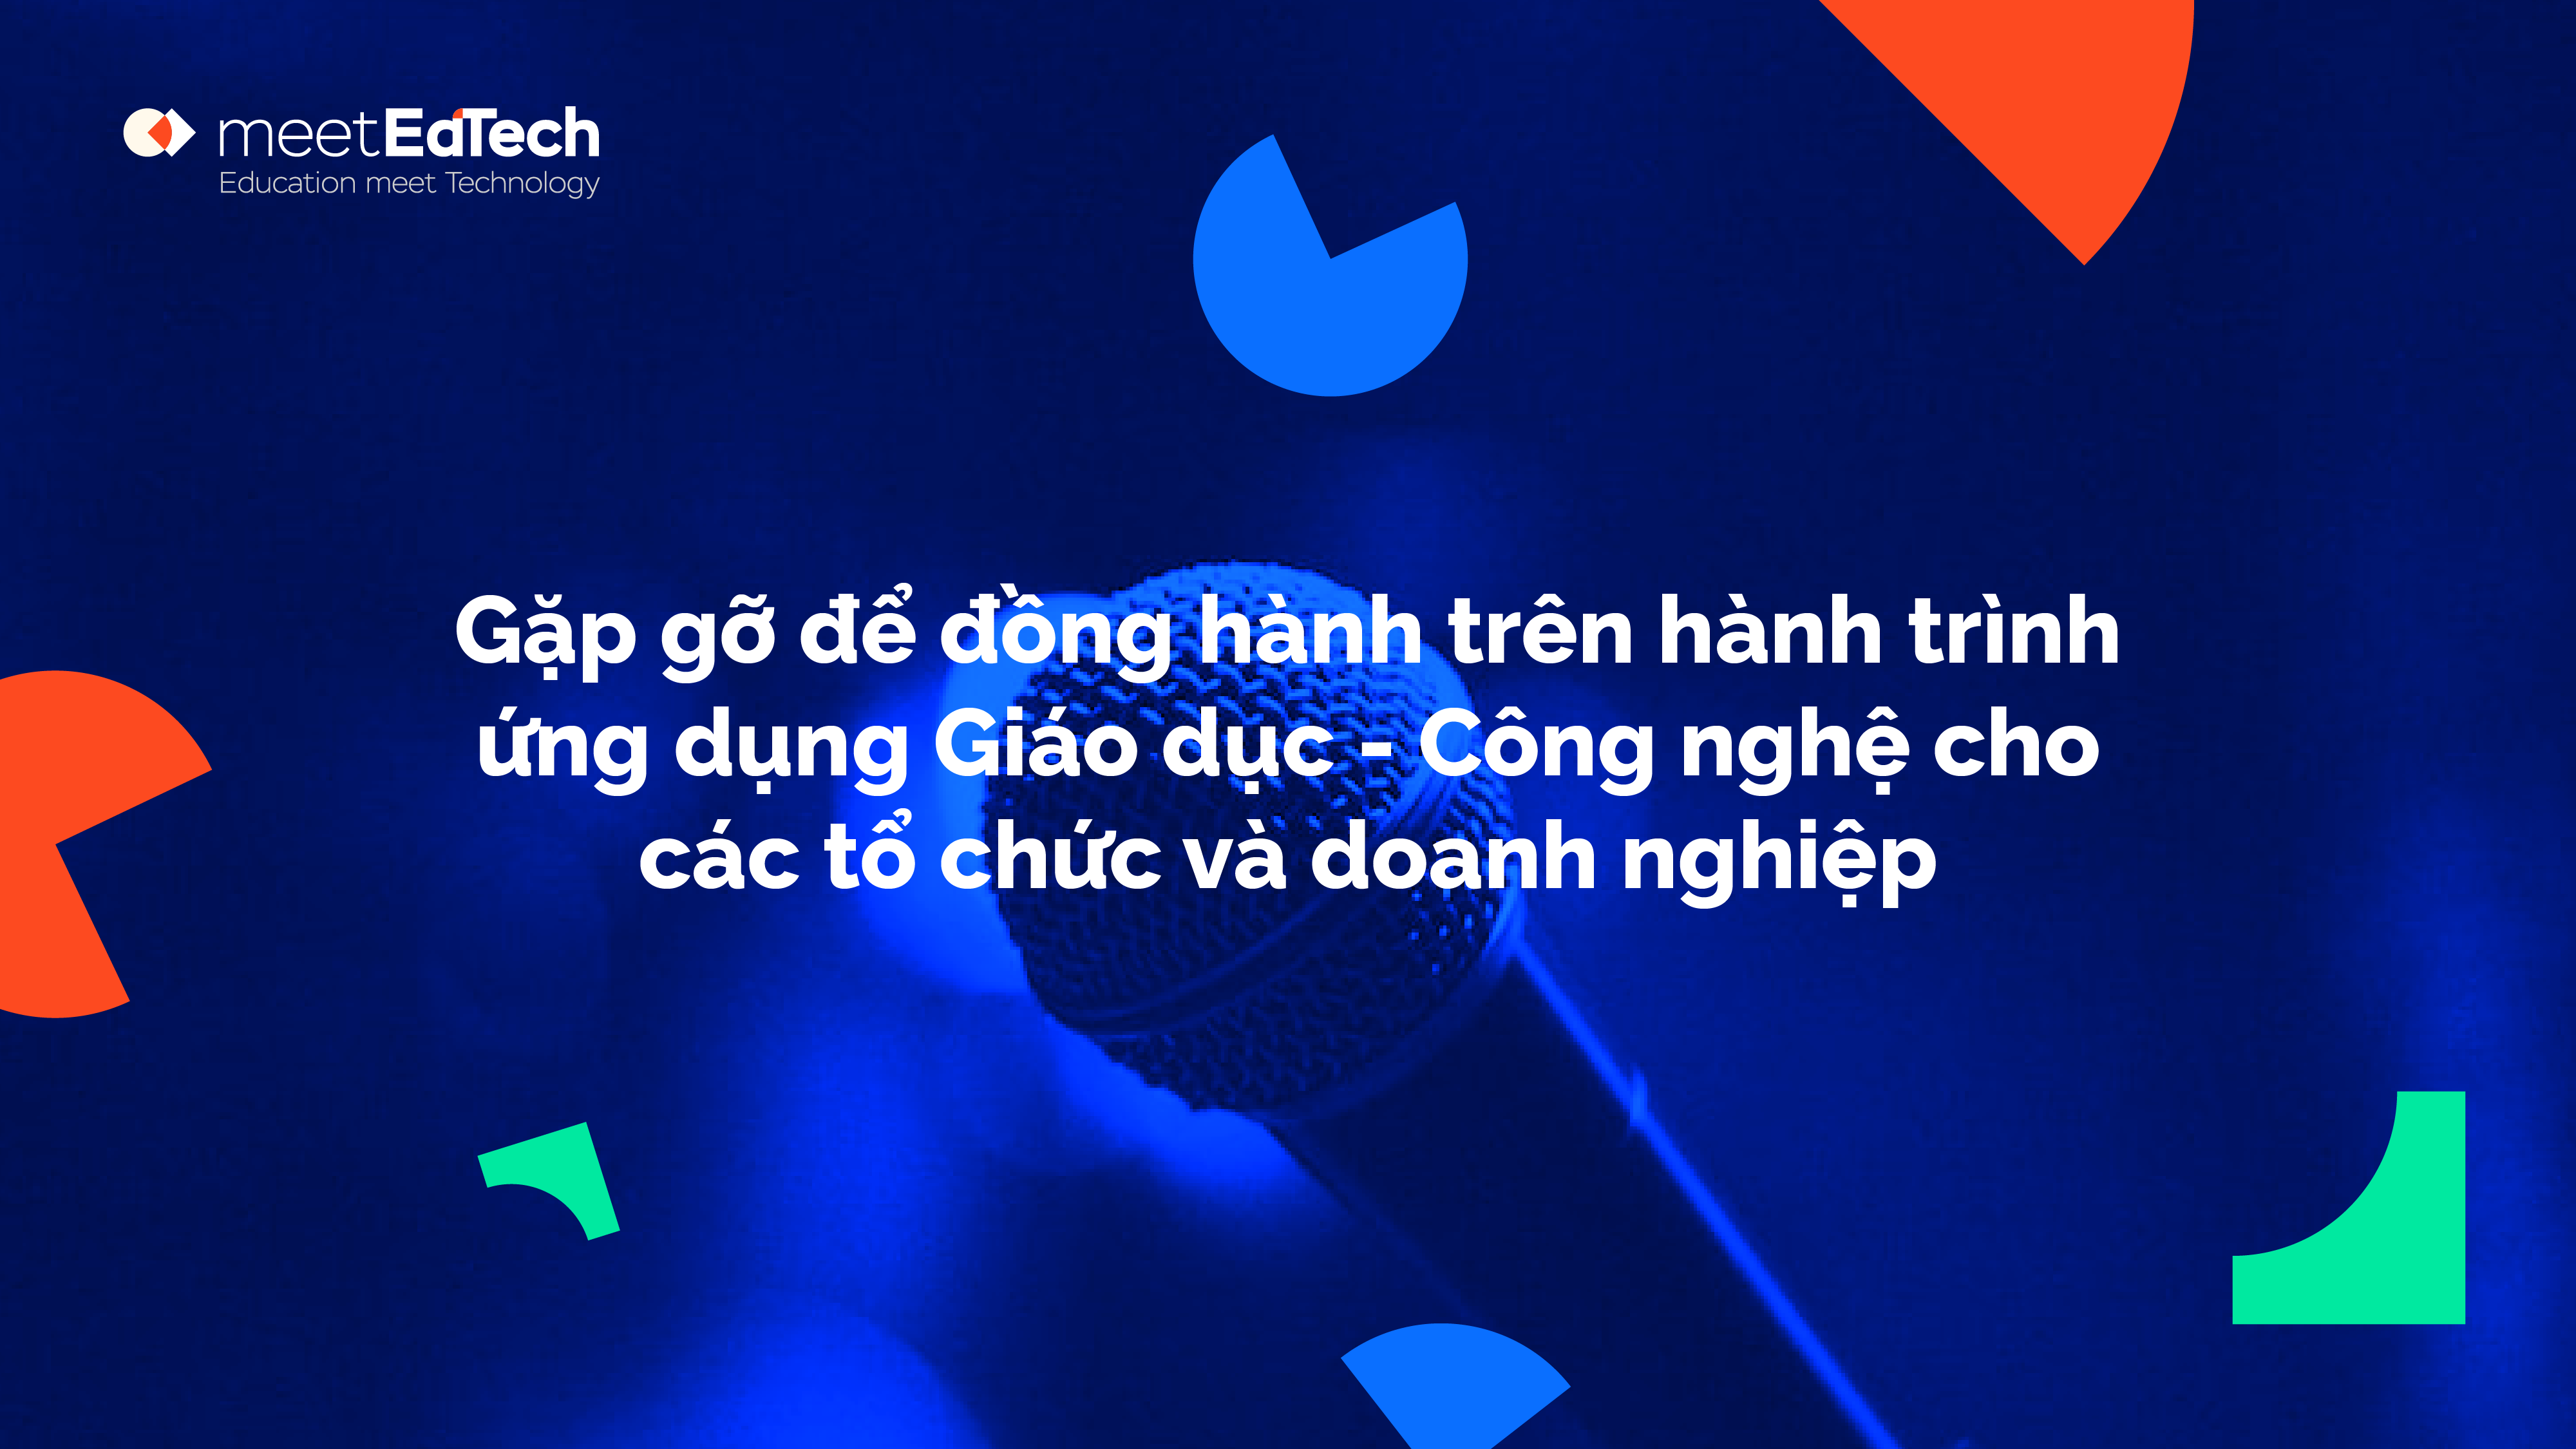 meetEdTech
Education meet Technology
Gặp gỡ để đồng hành trên hành trình
ứng dụng Giáo dục - Công nghệ cho
các tổ chức và doanh nghiệp